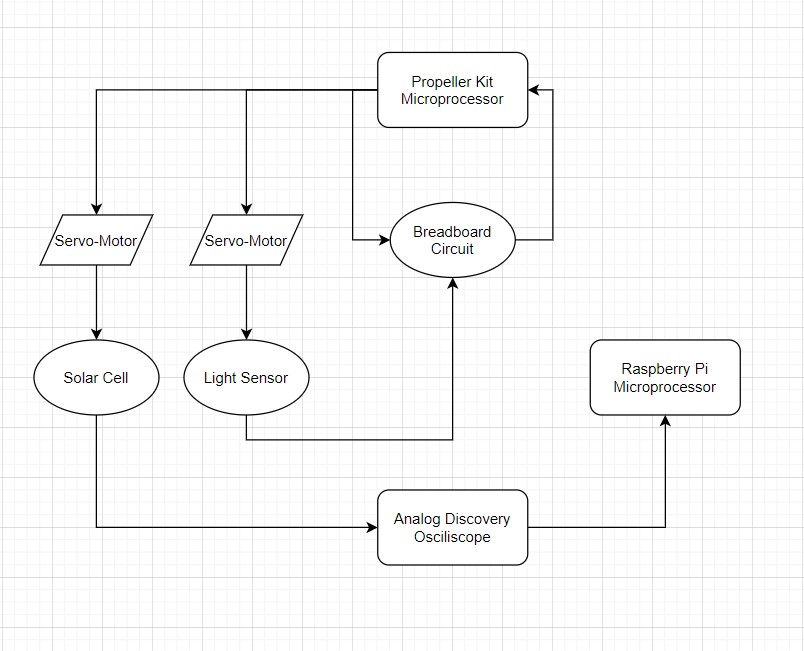 Propeller Kit
Microprocessor
Servo-Motor
Servo-Motor
Breadboard
Circuit
Solar Cell
Light Sensor
Raspberry Pi
Microprocessor
Analog Discovery
Osciliscope